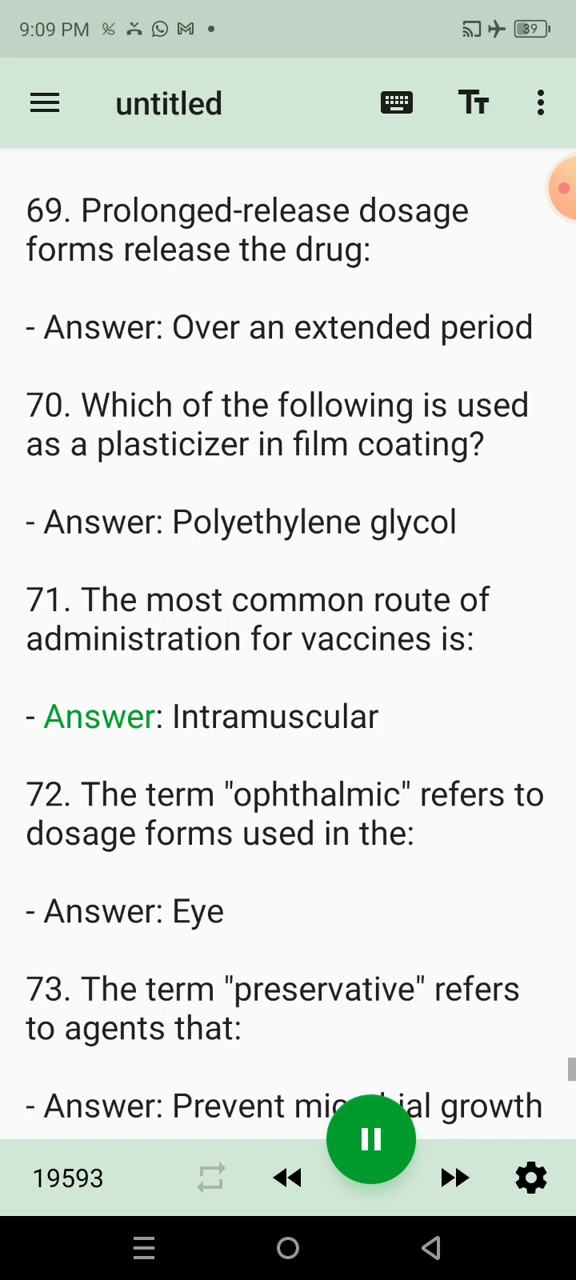 9:09 PM
39
untitled
69. Prolonged-release dosage
forms release the drug:
- Answer: Over an extended period
70. Which of the following is used
as a plasticizer in film coating?
- Answer: Polyethylene glycol
71. The most common route of
administration for vaccines is:
- Answer: Intramuscular
72. The term "ophthalmic" refers to
dosage forms used in the:
- Answer: Eye
73. The term "preservative" refers
to agents that:
- Answer: Prevent microbial growth
19593